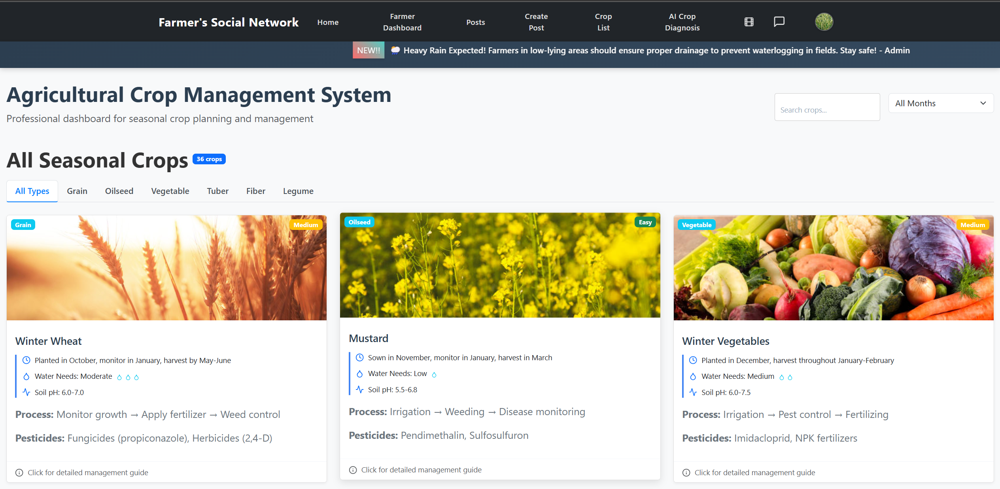 Farmer's Social Network
Home
Farmer
Dashboard
Posts
Create
Post
Crop
List
AI Crop
Diagnosis
NEW!! 🌦️ Heavy Rain Expected! Farmers in low-lying areas should ensure proper drainage to prevent waterlogging in fields. Stay safe! - Admin
Agricultural Crop Management System
Professional dashboard for seasonal crop planning and management
Search crops...
All Months
All Seasonal Crops 36 crops
All Types Grain Oilseed Vegetable Tuber Fiber Legume
Grain Medium
Winter Wheat
Planted in October, monitor in January, harvest by May-June
Water Needs: Moderate
Soil pH: 6.0-7.0
Process: Monitor growth → Apply fertilizer → Weed control
Pesticides: Fungicides (propiconazole), Herbicides (2,4-D)
Click for detailed management guide
Oilseed Easy
Mustard
Sown in November, monitor in January, harvest in March
Water Needs: Low
Soil pH: 5.5-6.8
Process: Irrigation → Weeding → Disease monitoring
Pesticides: Pendimethalin, Sulfosulfuron
Click for detailed management guide
Vegetable Medium
Winter Vegetables
Planted in December, harvest throughout January-February
Water Needs: Medium
Soil pH: 6.0-7.5
Process: Irrigation → Pest control → Fertilizing
Pesticides: Imidacloprid, NPK fertilizers
Click for detailed management guide